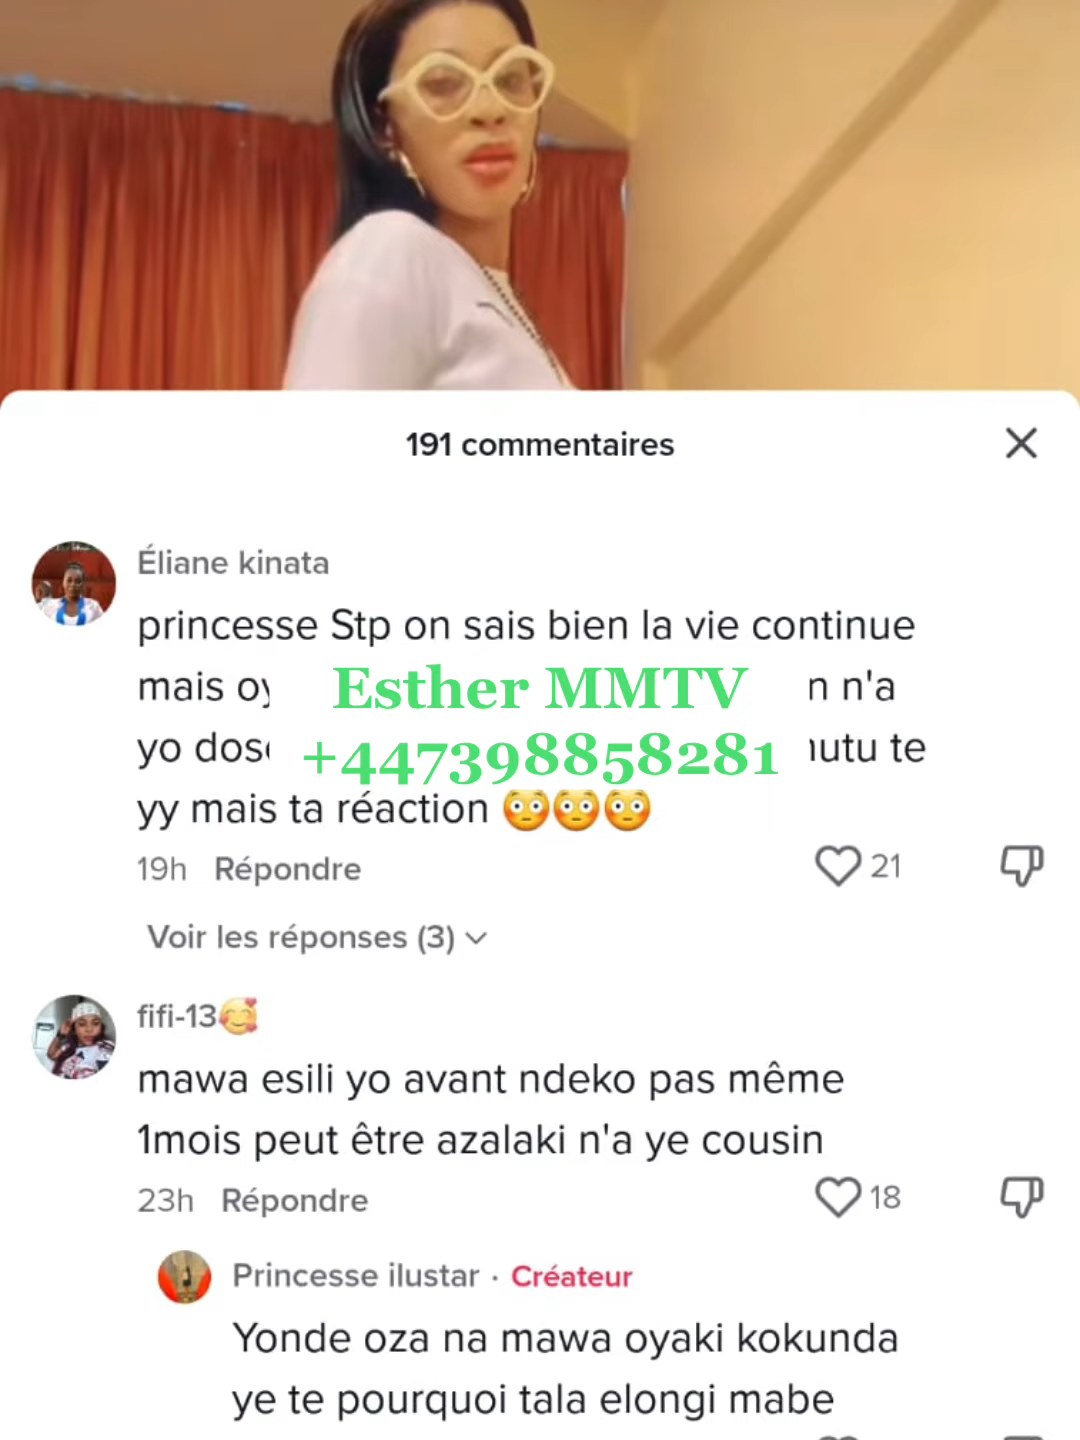 191 commentaires
Éliane kinata
princesse Stp on sais bien la vie continue
mais n'a
Esther MMTV
yo te
+447398858281
yy mais ta réaction 😳😳😳
19h Répondre 21
Voir les réponses (3)
fifi-13🥰
mawa esili yo avant ndeko pas même
1mois peut être azalaki n'a ye cousin
23h Répondre 18
Princesse ilustar · Créateur
Yonde oza na mawa oyaki kokunda
ye te pourquoi tala elongi mabe